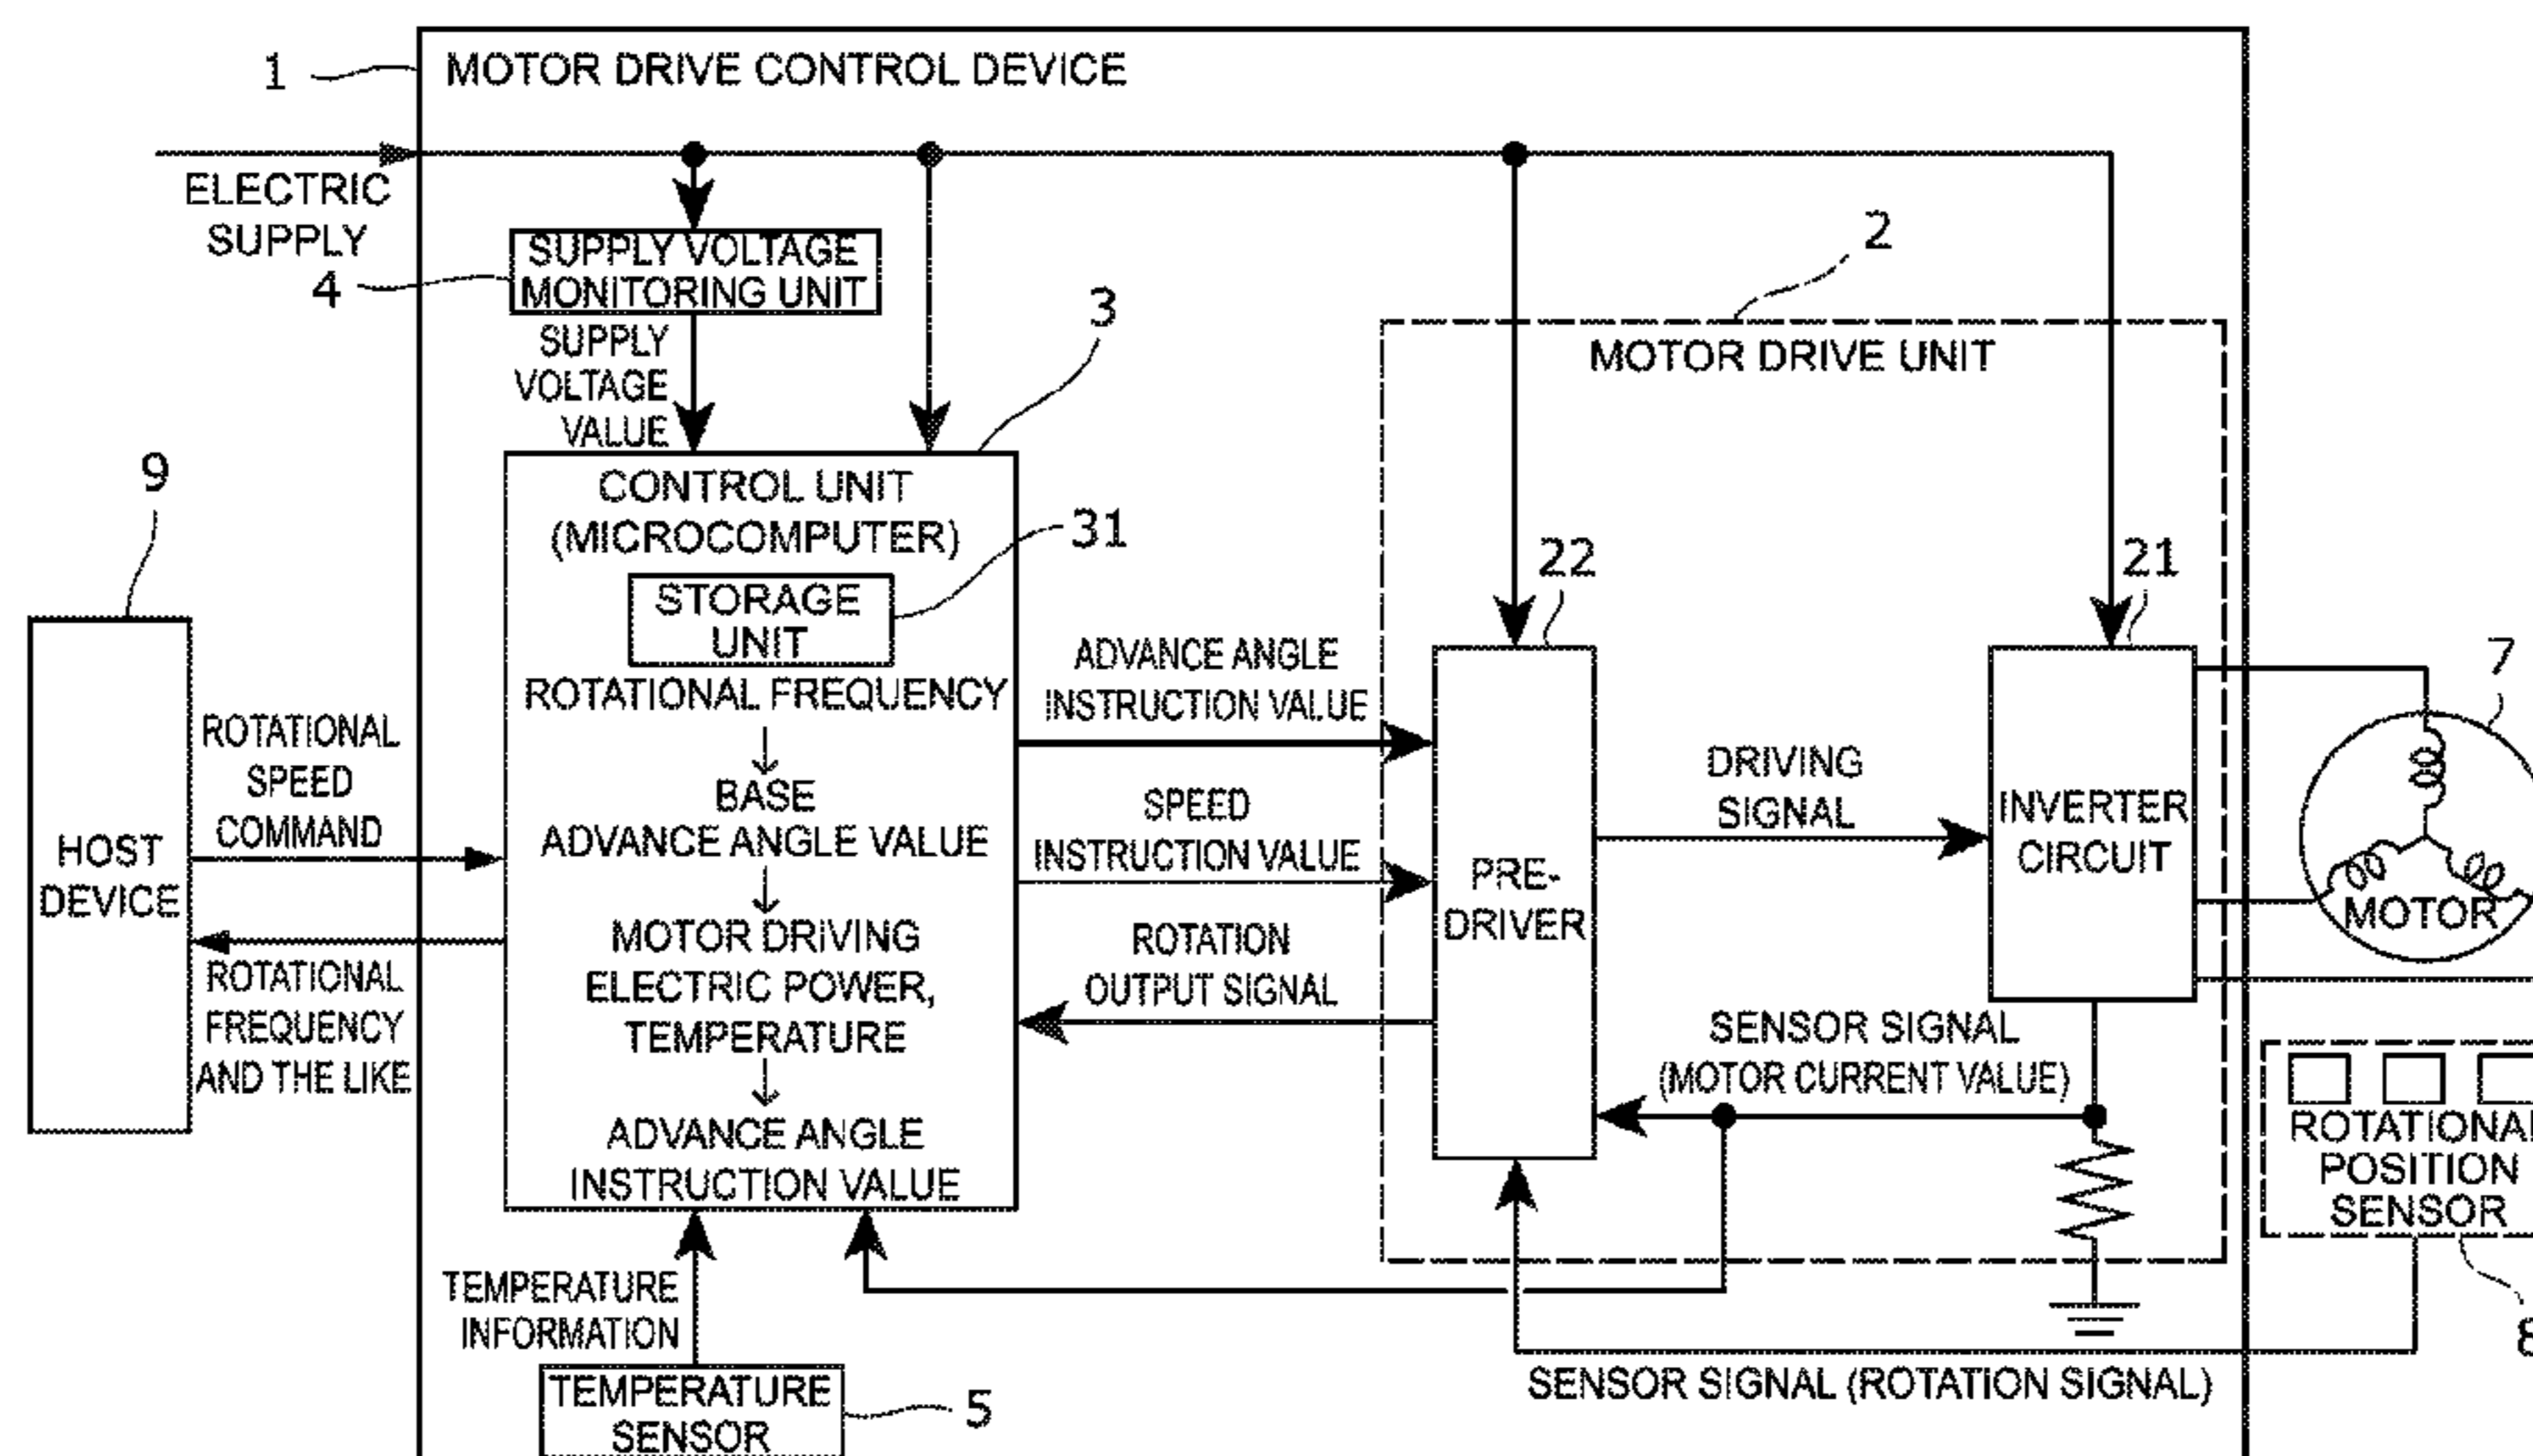 1
MOTOR DRIVE CONTROL DEVICE
ELECTRIC
SUPPLY
SUPPLY VOLTAGE
MONITORING UNIT
4
SUPPLY
VOLTAGE
VALUE
3
2
MOTOR DRIVE UNIT
9
HOST
DEVICE
ROTATIONAL
SPEED
COMMAND
ROTATIONAL
FREQUENCY
AND THE LIKE
CONTROL UNIT
(MICROCOMPUTER)
31
STORAGE
UNIT
ROTATIONAL FREQUENCY
BASE
ADVANCE ANGLE VALUE
MOTOR DRIVING
ELECTRIC POWER,
TEMPERATURE
ADVANCE ANGLE
INSTRUCTION VALUE
ADVANCE ANGLE
INSTRUCTION VALUE
SPEED
INSTRUCTION VALUE
ROTATION
OUTPUT SIGNAL
22
PRE-
DRIVER
DRIVING
SIGNAL
21
INVERTER
CIRCUIT
7
MOTOR
SENSOR SIGNAL
(MOTOR CURRENT VALUE)
ROTATIONAL
POSITION
SENSOR
8
TEMPERATURE
INFORMATION
TEMPERATURE
SENSOR
5
SENSOR SIGNAL (ROTATION SIGNAL)